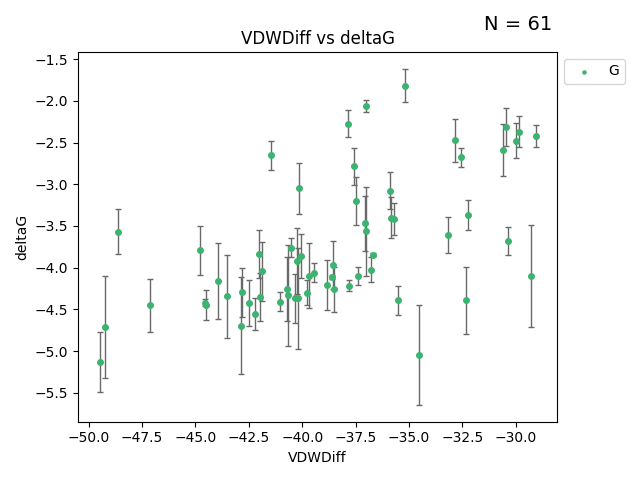 N = 61
VDWDiff vs deltaG
G
deltaG
−1.5
−2.0
−2.5
−3.0
−3.5
−4.0
−4.5
−5.0
−5.5
−50.0 −47.5 −45.0 −42.5 −40.0 −37.5 −35.0 −32.5 −30.0
VDWDiff